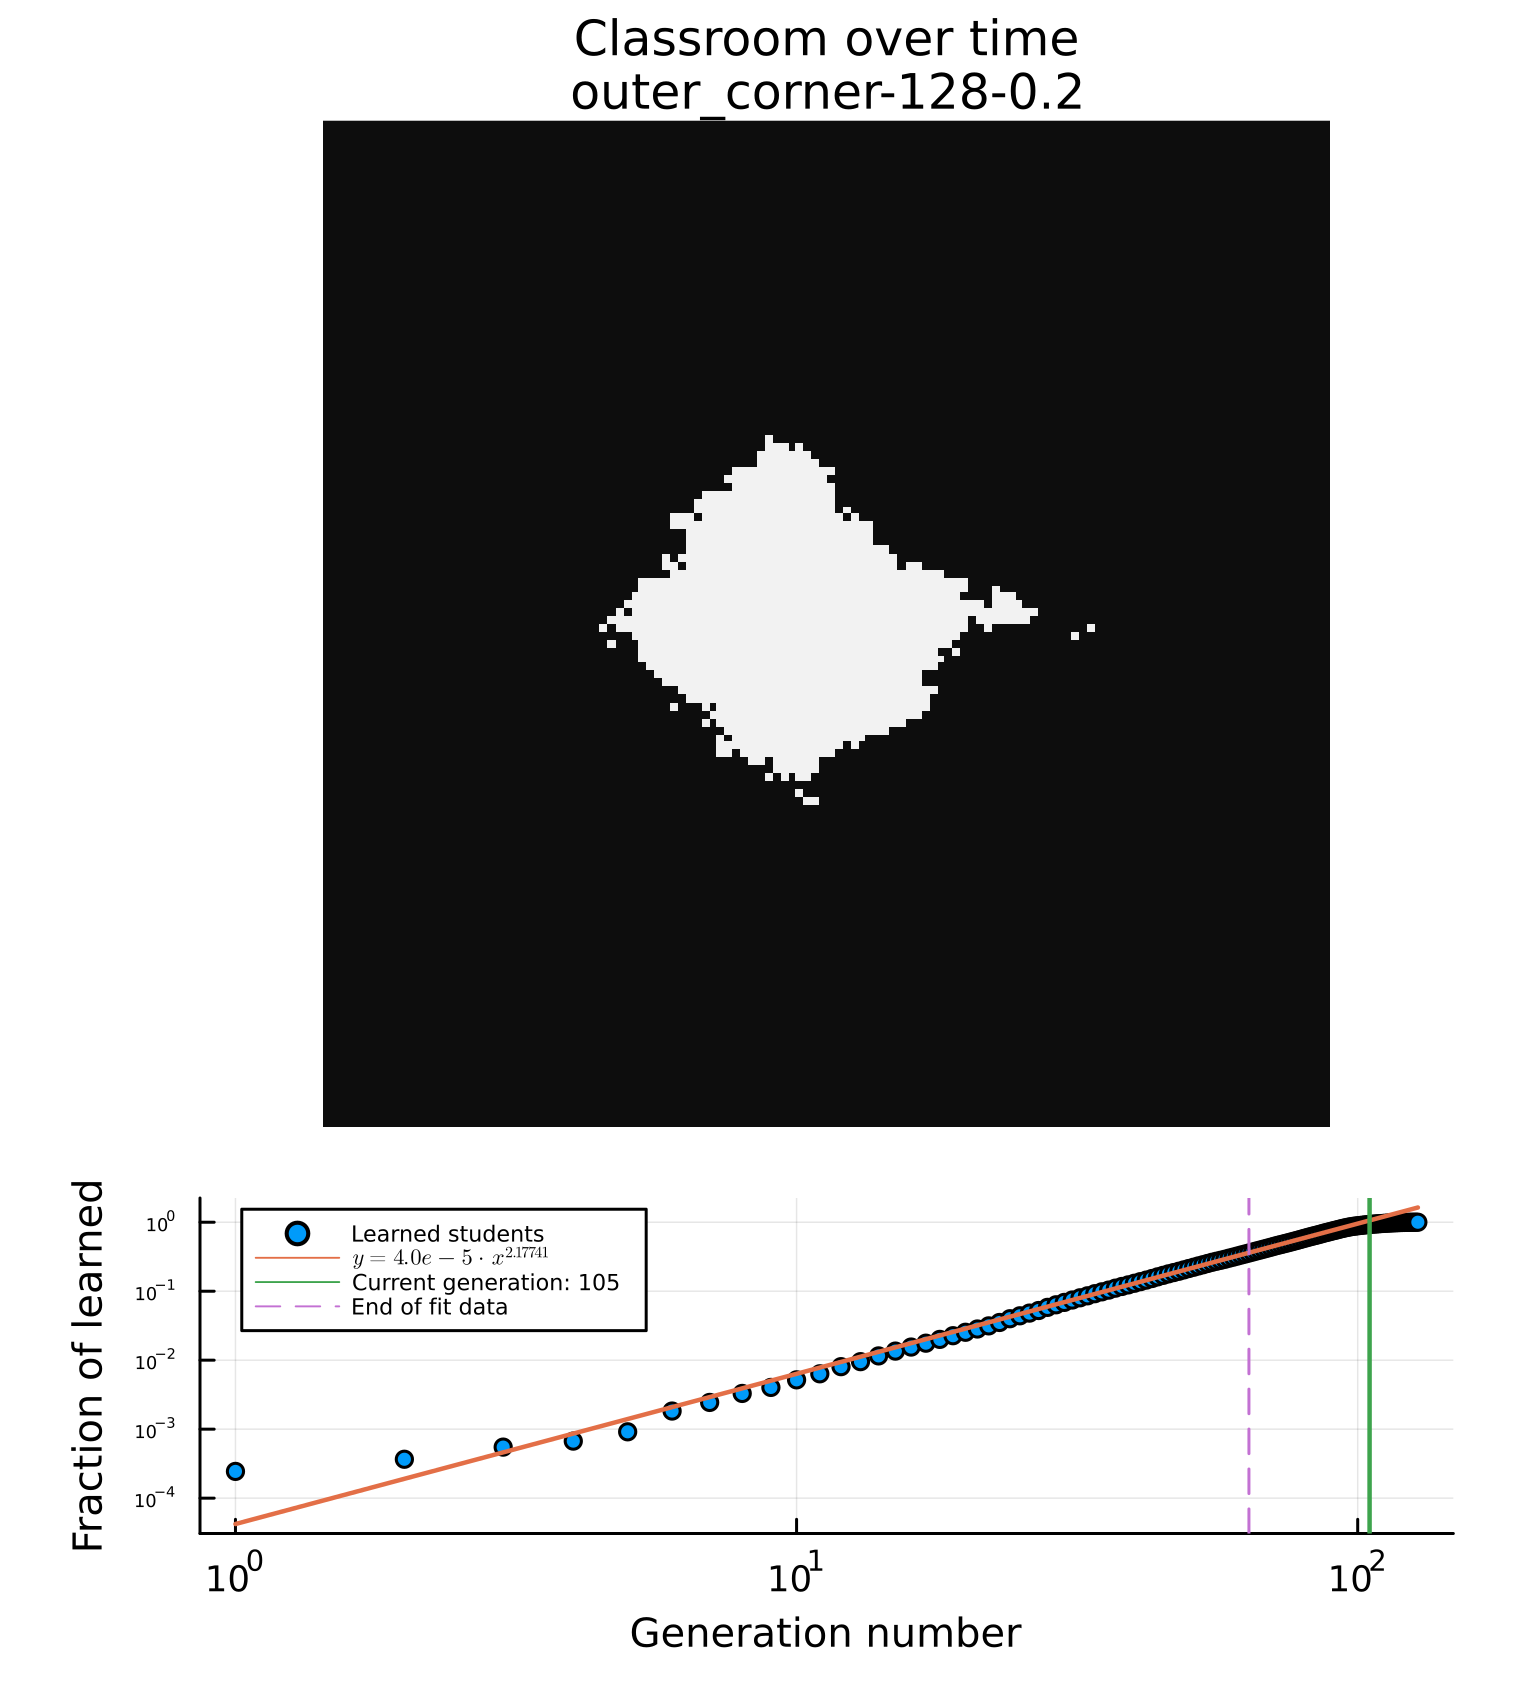 Classroom over time
outer_corner-128-0.2
Fraction of learned
10^0
10^-1
10^-2
10^-3
10^-4
Learned students
y = 4.0e − 5 · x^2.17741
Current generation: 105
End of fit data
10^0 10^1 10^2
Generation number